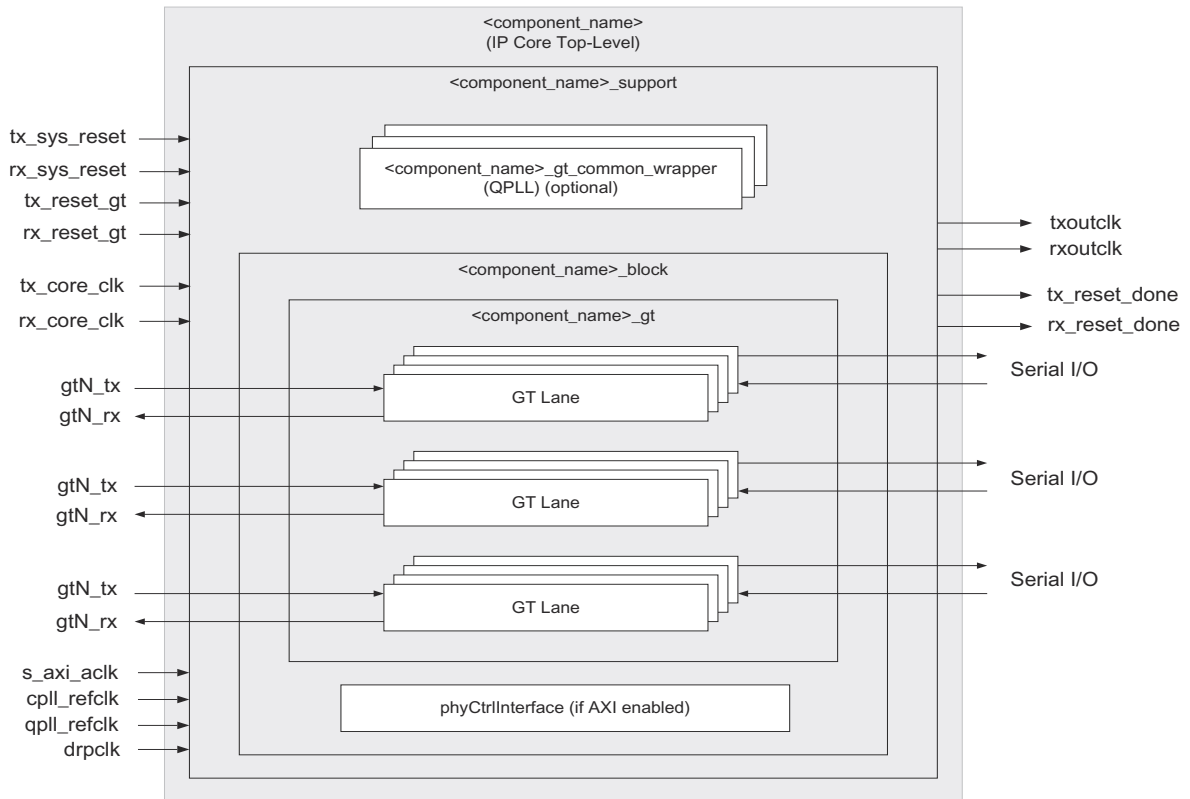 <component_name>
(IP Core Top-Level)
<component_name>_support
tx_sys_reset
rx_sys_reset
tx_reset_gt
rx_reset_gt
tx_core_clk
rx_core_clk
<component_name>_gt_common_wrapper
(QPLL) (optional)
txoutclk
rxoutclk
tx_reset_done
rx_reset_done
<component_name>_block
<component_name>_gt
gtN_tx
gtN_rx
GT Lane
Serial I/O
gtN_tx
gtN_rx
GT Lane
Serial I/O
gtN_tx
gtN_rx
GT Lane
Serial I/O
s_axi_aclk
cpll_refclk
qpll_refclk
drpclk
phyCtrlInterface (if AXI enabled)